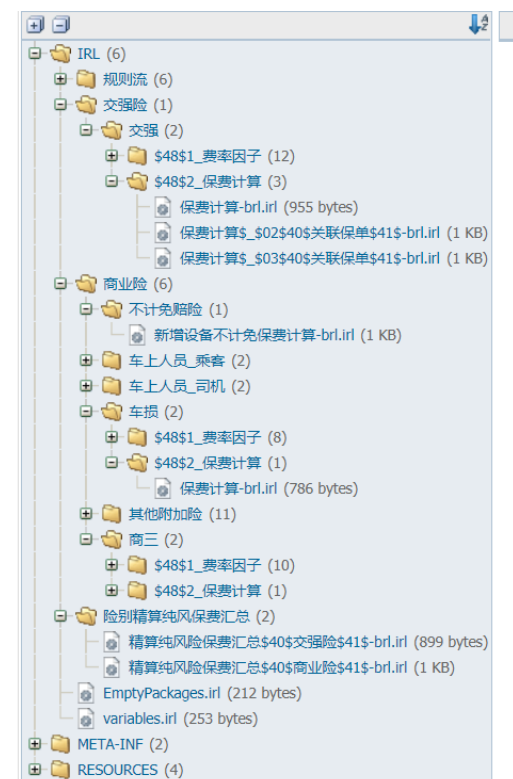 IRL (6)
规则流 (6)
交强险 (1)
交强 (2)
$48$1_费率因子 (12)
$48$2_保费计算 (3)
保费计算-brl.irl (955 bytes)
保费计算$_$02$40$关联保单$41$-brl.irl (1 KB)
保费计算$_$03$40$关联保单$41$-brl.irl (1 KB)
商业险 (6)
不计免赔险 (1)
新增设备不计免保费计算-brl.irl (1 KB)
车上人员_乘客 (2)
车上人员_司机 (2)
车损 (2)
$48$1_费率因子 (8)
$48$2_保费计算 (1)
保费计算-brl.irl (786 bytes)
其他附加险 (11)
商三 (2)
$48$1_费率因子 (10)
$48$2_保费计算 (1)
险别精算纯风保费汇总 (2)
精算纯风险保费汇总$40$交强险$41$-brl.irl (899 bytes)
精算纯风险保费汇总$40$商业险$41$-brl.irl (1 KB)
EmptyPackages.irl (212 bytes)
variables.irl (253 bytes)
META-INF (2)
RESOURCES (4)